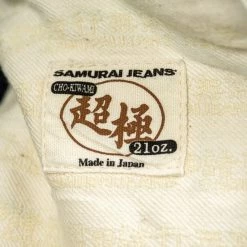 SAMURAI JEANS
CHO-KIWAMI
超極
21oz.
Made in Japan